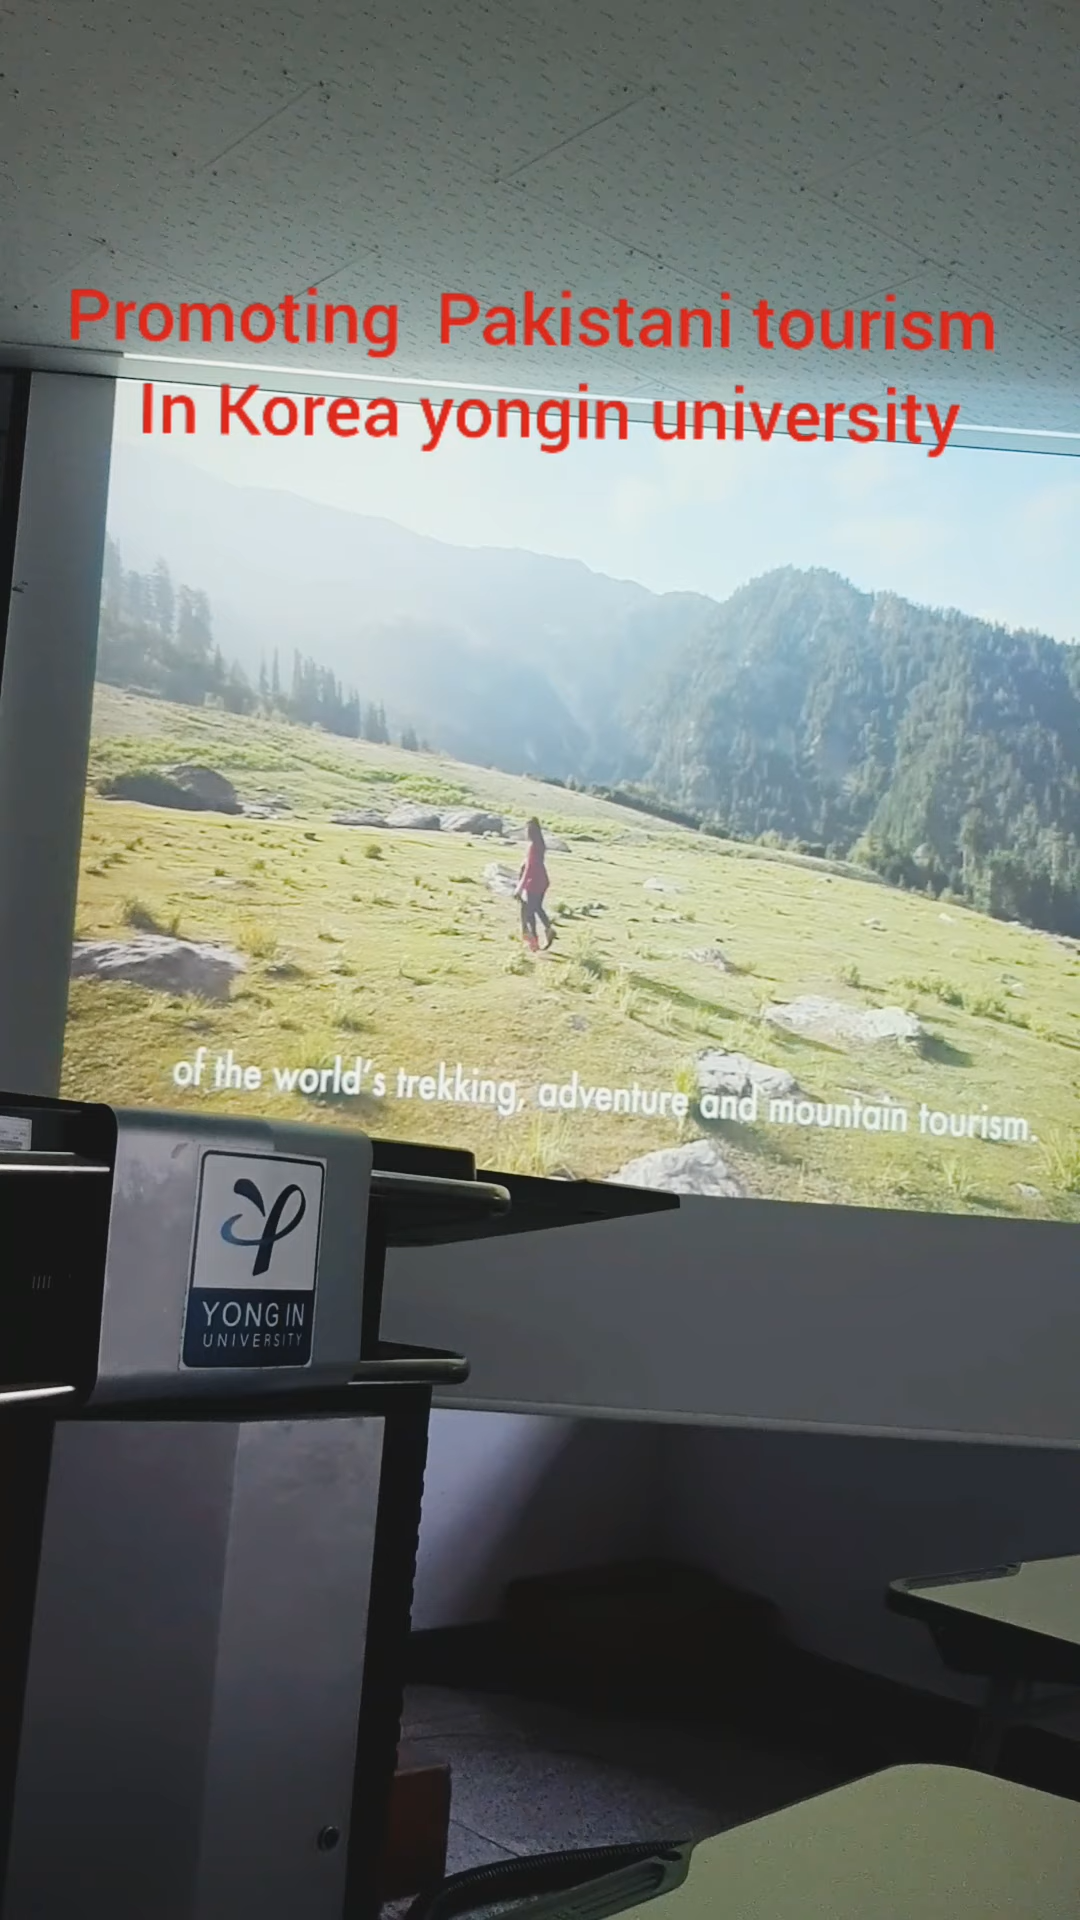 Promoting Pakistani tourism
In Korea yongin university
of the world's trekking, adventure and mountain tourism.
YONG IN
UNIVERSITY